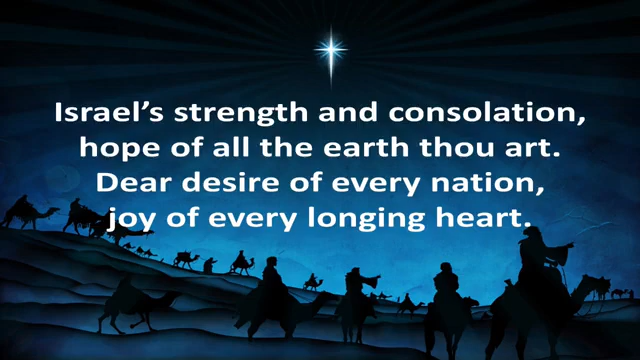 Israel’s strength and consolation,
hope of all the earth thou art.
Dear desire of every nation,
joy of every longing heart.